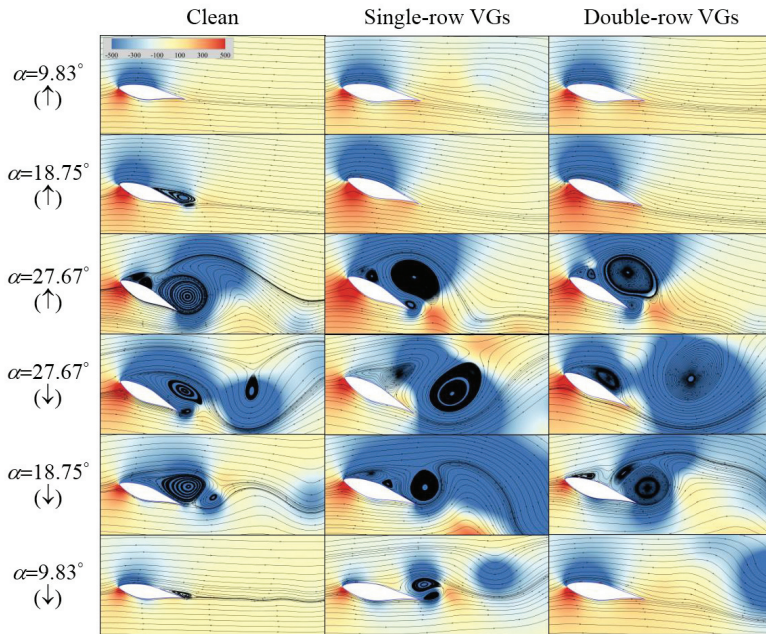 Clean Single-row VGs Double-row VGs
-500 -300 -100 100 300 500
α=9.83°
(↑)
α=18.75°
(↑)
α=27.67°
(↑)
α=27.67°
(↓)
α=18.75°
(↓)
α=9.83°
(↓)